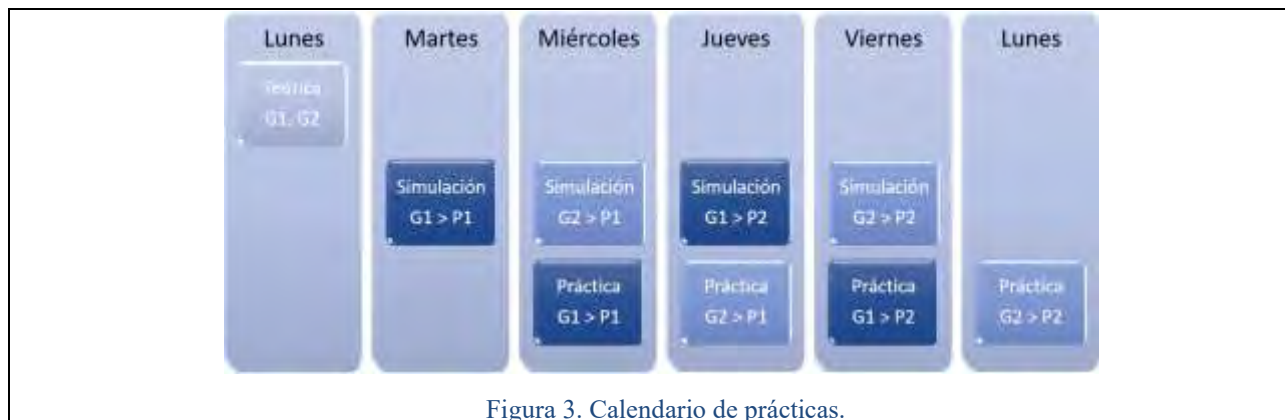 Lunes
Martes
Miércoles
Jueves
Viernes
Lunes
Teórica
G1, G2
Simulación
G1 > P1
Simulación
G2 > P1
Simulación
G1 > P2
Simulación
G2 > P2
Práctica
G1 > P1
Práctica
G2 > P1
Práctica
G1 > P2
Práctica
G2 > P2
Figura 3. Calendario de prácticas.